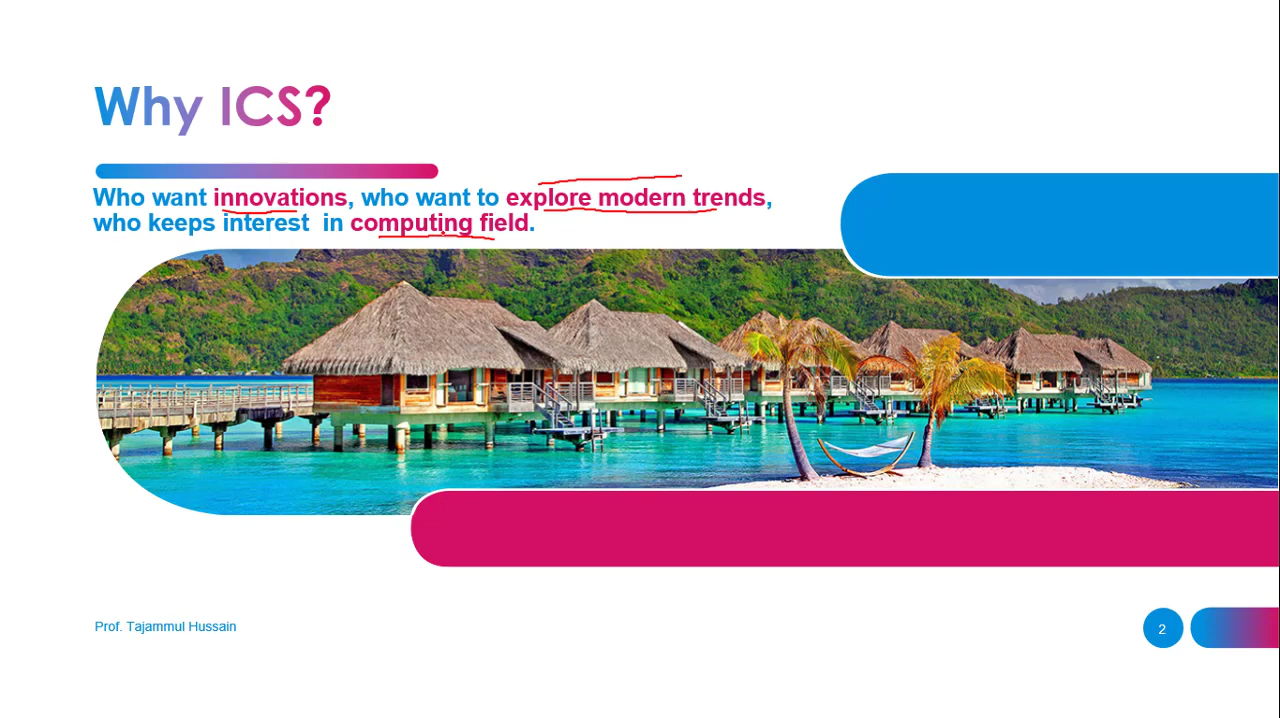 Why ICS?
Who want innovations, who want to explore modern trends,
who keeps interest in computing field.
Prof. Tajammul Hussain
2